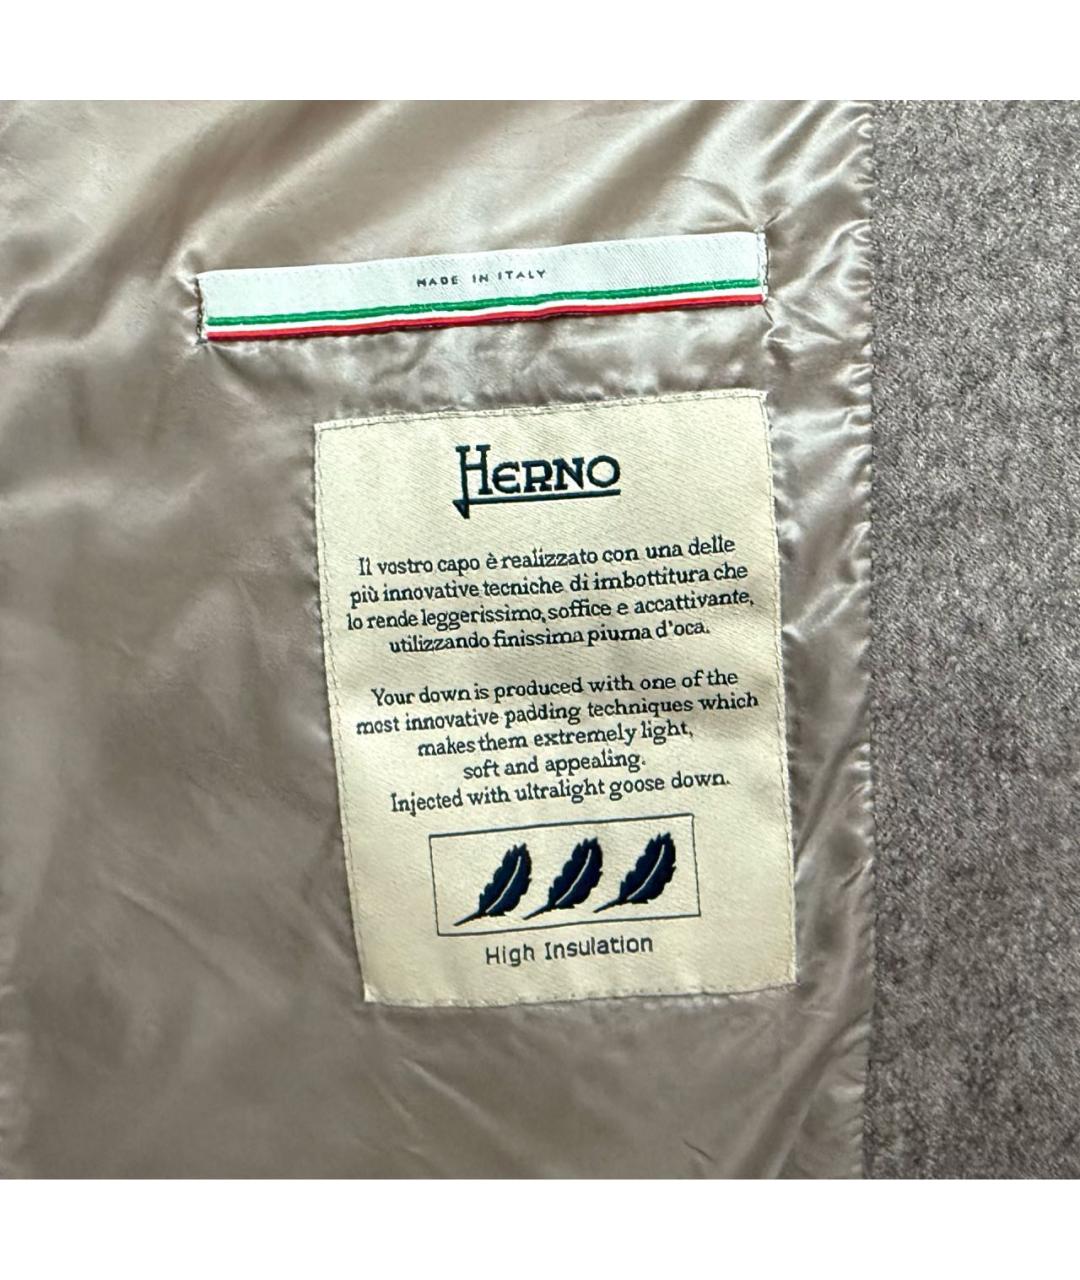 MADE IN ITALY
HERNO
Il vostro capo è realizzato con una delle
più innovative tecniche di imbottitura che
lo rende leggerissimo, soffice e accattivante,
utilizzando finissima piuma d'oca.
Your down is produced with one of the
most innovative padding techniques which
makes them extremely light,
soft and appealing.
Injected with ultralight goose down.
High Insulation